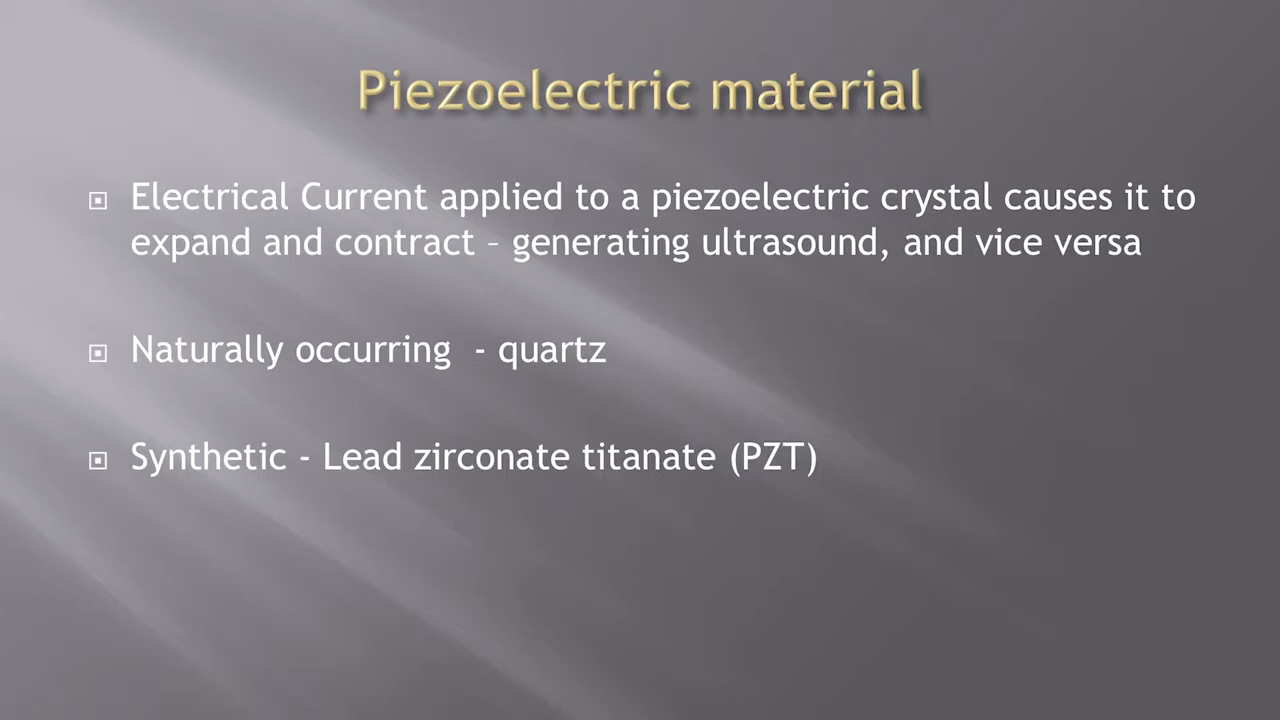 Piezoelectric material
Electrical Current applied to a piezoelectric crystal causes it to
expand and contract – generating ultrasound, and vice versa
Naturally occurring  - quartz
Synthetic - Lead zirconate titanate (PZT)